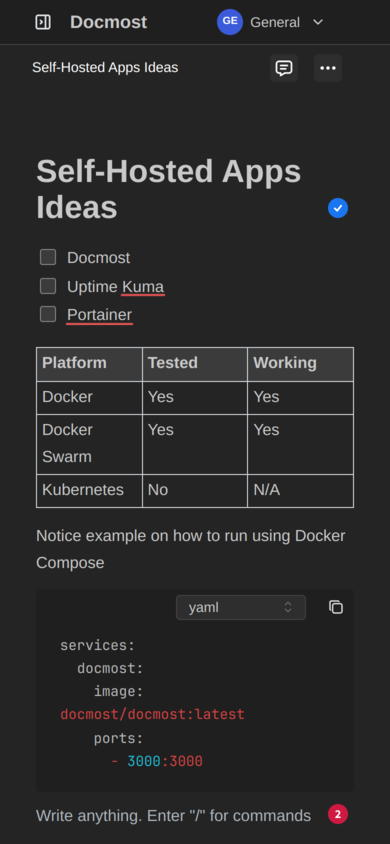 Docmost
GE General
Self-Hosted Apps Ideas
Self-Hosted Apps
Ideas
Docmost
Uptime Kuma
Portainer
Platform Tested Working
Docker Yes Yes
Docker Yes Yes
Swarm
Kubernetes No N/A
Notice example on how to run using Docker
Compose
yaml
services:
  docmost:
    image:
docmost/docmost:latest
    ports:
      - 3000:3000
Write anything. Enter "/" for commands 2